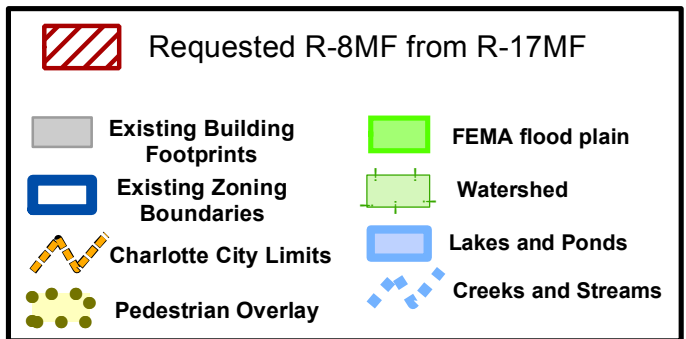 Requested R-8MF from R-17MF
Existing Building
Footprints
Existing Zoning
Boundaries
Charlotte City Limits
Pedestrian Overlay
FEMA flood plain
Watershed
Lakes and Ponds
Creeks and Streams